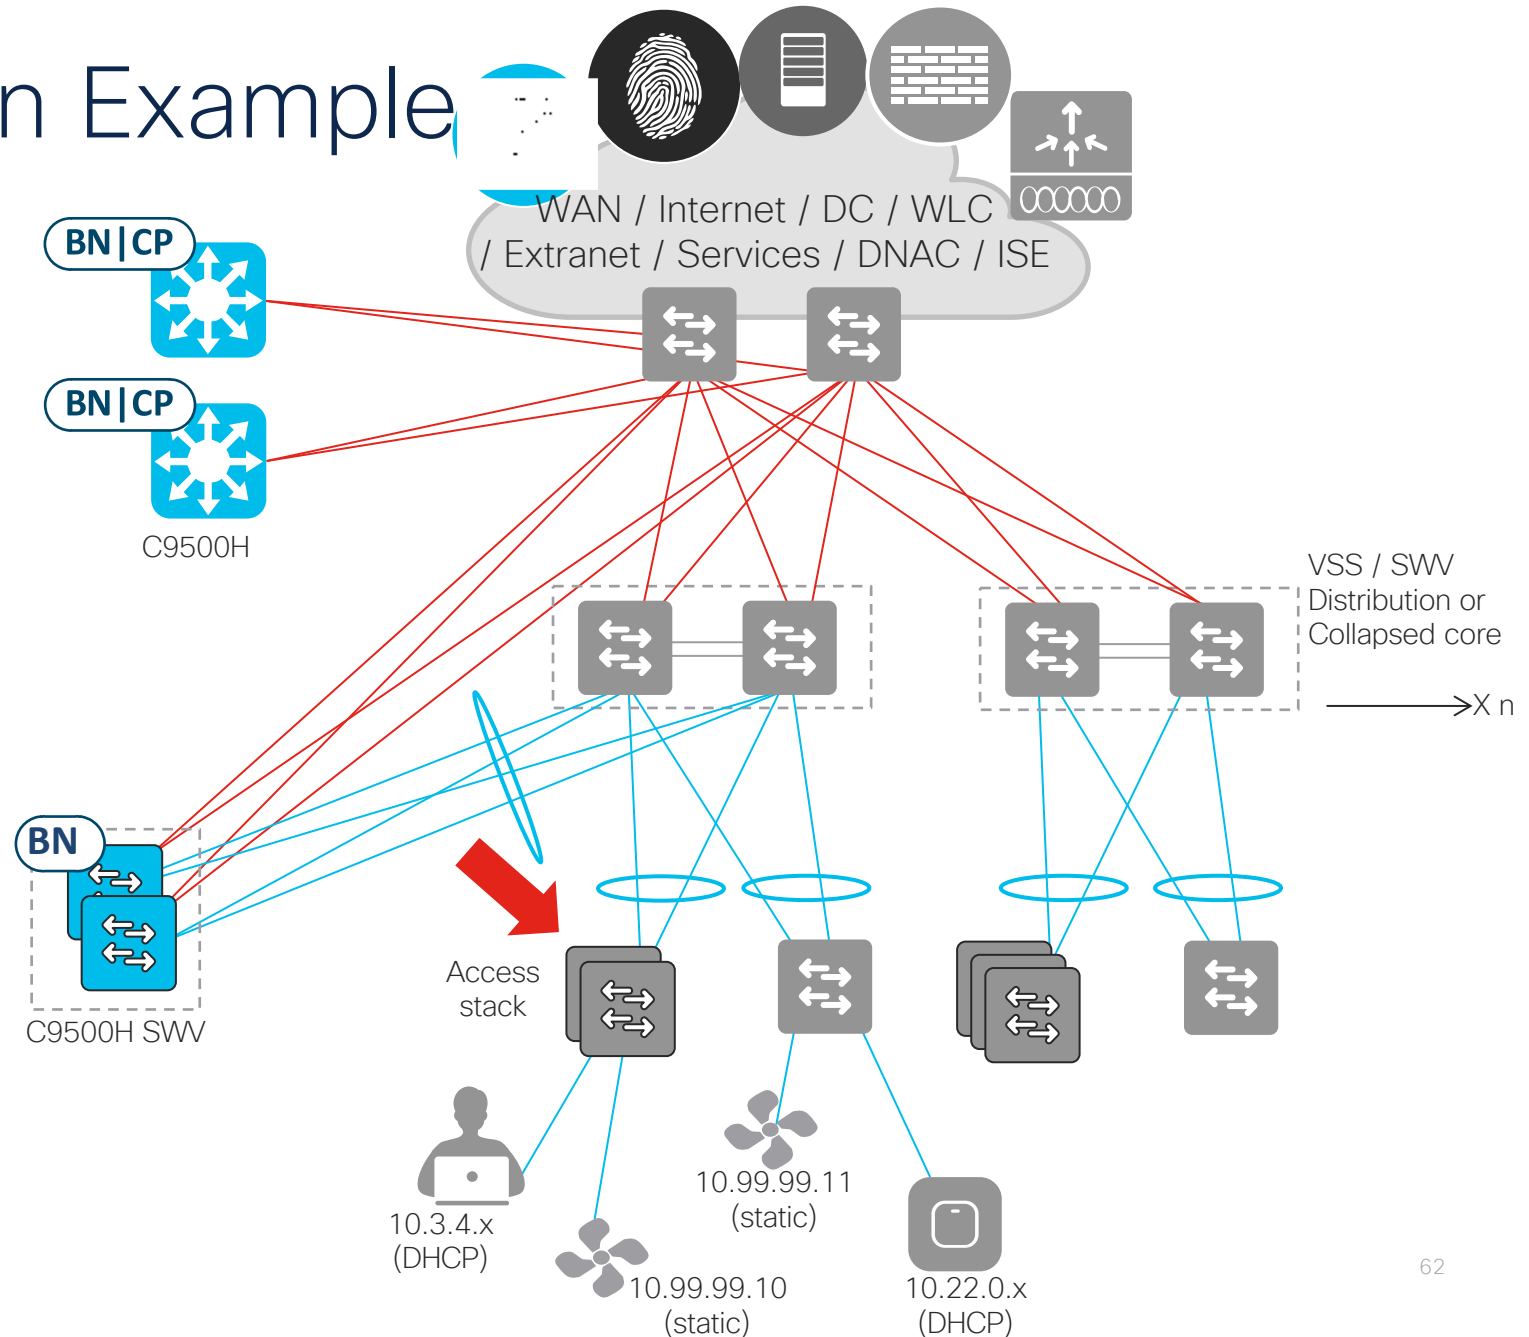 n Example
WAN / Internet / DC / WLC
/ Extranet / Services / DNAC / ISE
BN|CP
BN|CP
C9500H
VSS / SWV
Distribution or
Collapsed core
X n
BN
C9500H SWV
Access
stack
10.3.4.x
(DHCP)
10.99.99.10
(static)
10.99.99.11
(static)
10.22.0.x
(DHCP)
62